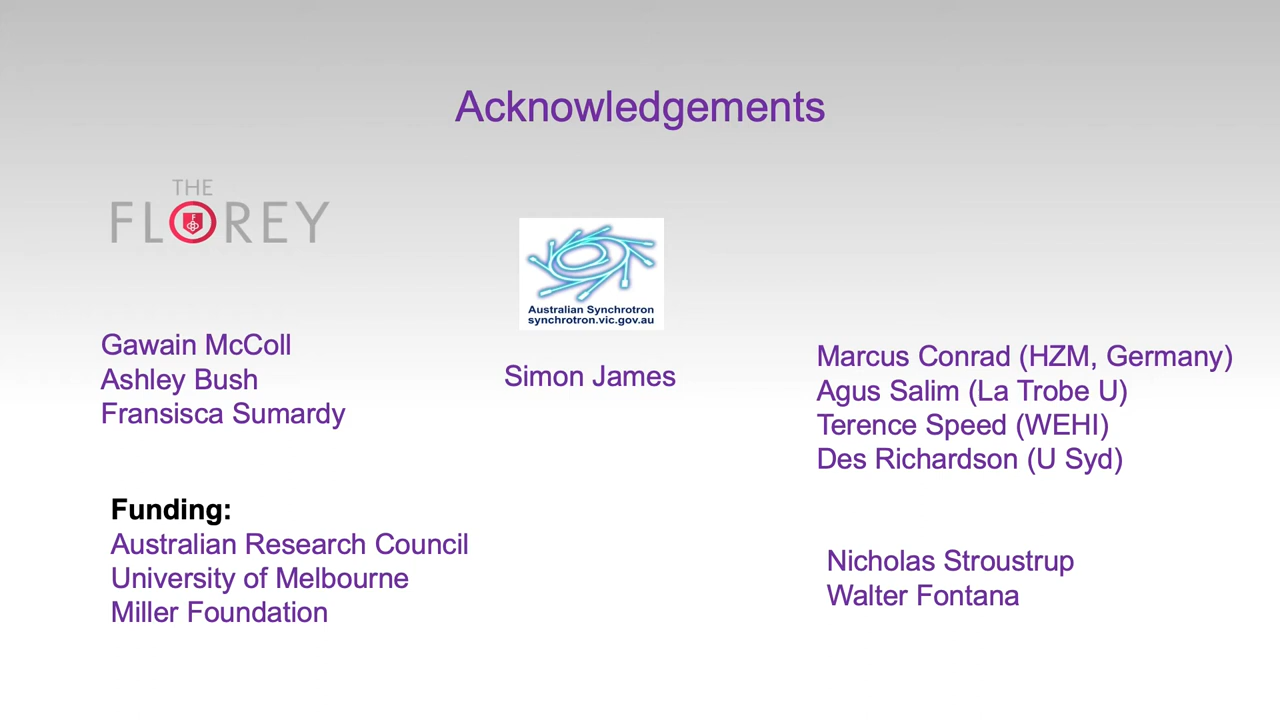 Acknowledgements
THE
FLOREY
Gawain McColl
Ashley Bush
Fransisca Sumardy
Australian Synchrotron
synchrotron.vic.gov.au
Simon James
Marcus Conrad (HZM, Germany)
Agus Salim (La Trobe U)
Terence Speed (WEHI)
Des Richardson (U Syd)
Funding:
Australian Research Council
University of Melbourne
Miller Foundation
Nicholas Stroustrup
Walter Fontana